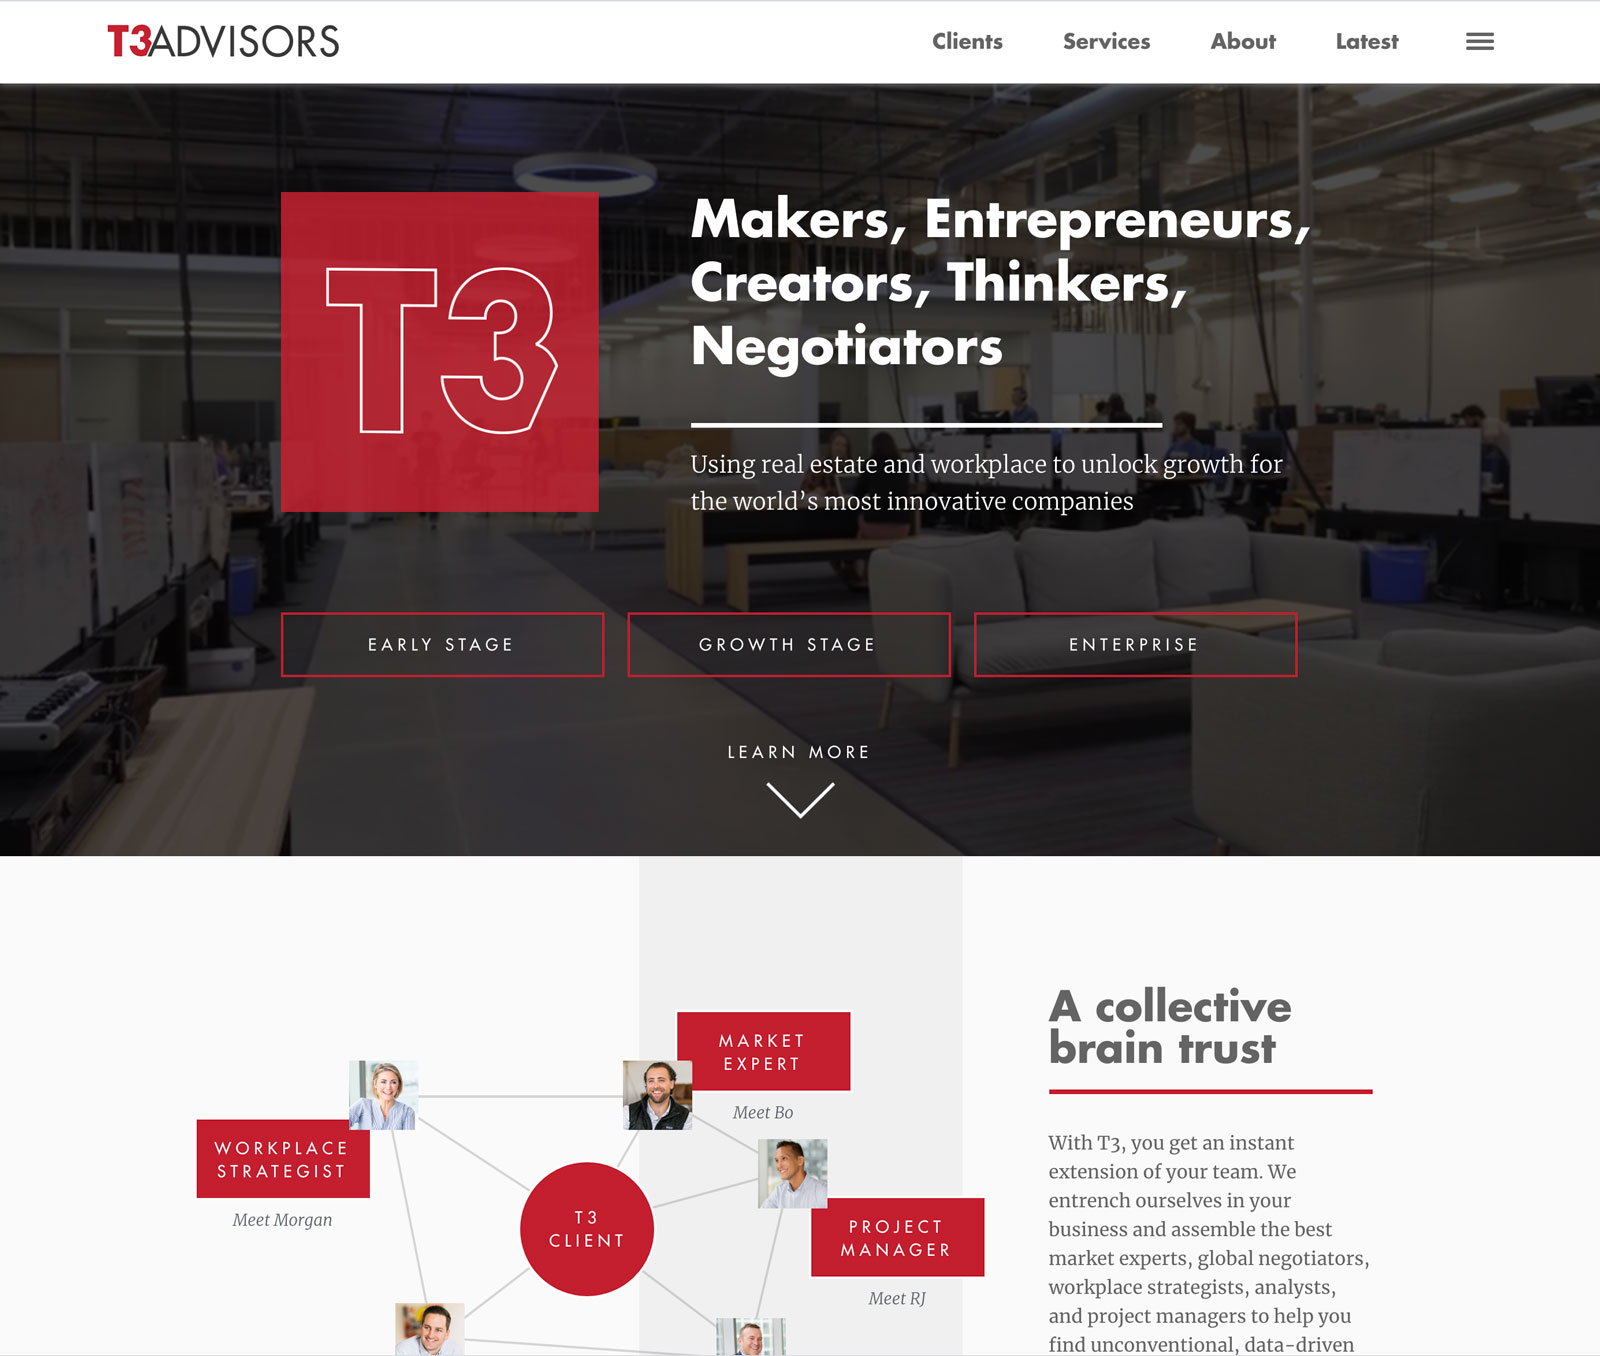 T3ADVISORS
Clients
Services
About
Latest
T3
Makers, Entrepreneurs,
Creators, Thinkers,
Negotiators
Using real estate and workplace to unlock growth for
the world’s most innovative companies
EARLY STAGE
GROWTH STAGE
ENTERPRISE
LEARN MORE
MARKET
EXPERT
Meet Bo
WORKPLACE
STRATEGIST
Meet Morgan
T3
CLIENT
PROJECT
MANAGER
Meet RJ
A collective
brain trust
With T3, you get an instant
extension of your team. We
entrench ourselves in your
business and assemble the best
market experts, global negotiators,
workplace strategists, analysts,
and project managers to help you
find unconventional, data-driven